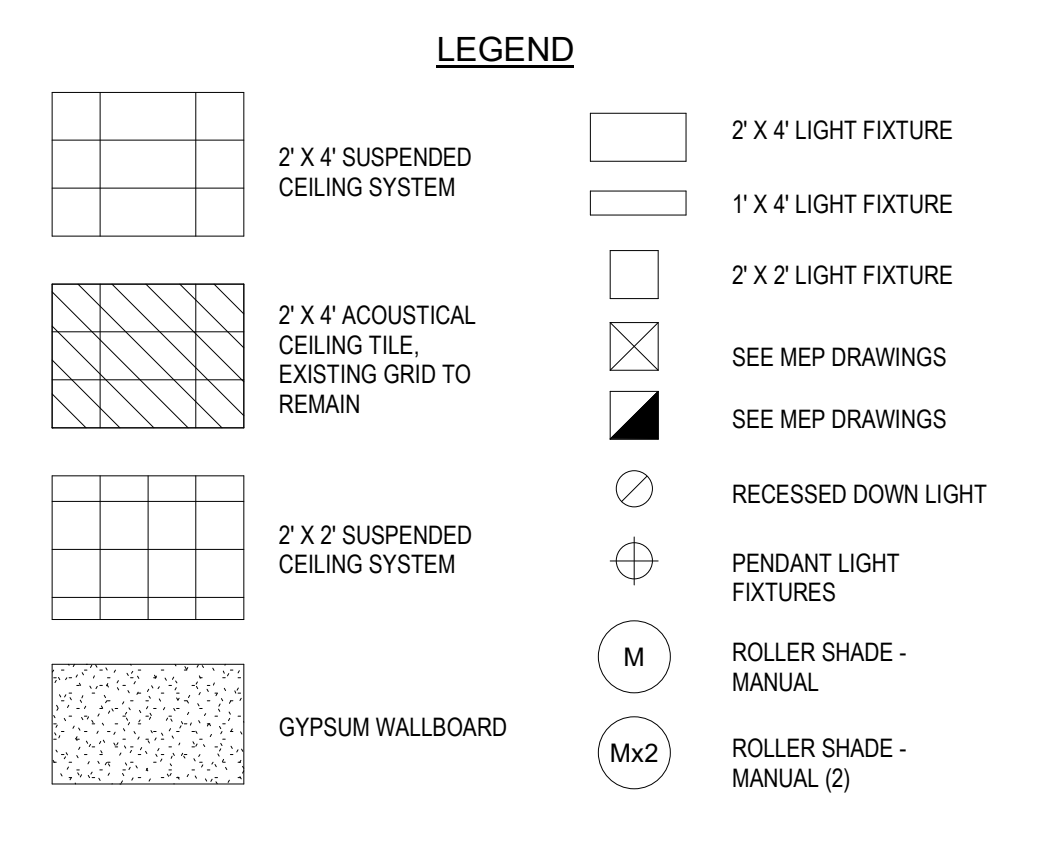 LEGEND
2' X 4' SUSPENDED
CEILING SYSTEM
2' X 4' ACOUSTICAL
CEILING TILE,
EXISTING GRID TO
REMAIN
2' X 2' SUSPENDED
CEILING SYSTEM
GYPSUM WALLBOARD
2' X 4' LIGHT FIXTURE
1' X 4' LIGHT FIXTURE
2' X 2' LIGHT FIXTURE
SEE MEP DRAWINGS
SEE MEP DRAWINGS
RECESSED DOWN LIGHT
PENDANT LIGHT
FIXTURES
M
ROLLER SHADE -
MANUAL
Mx2
ROLLER SHADE -
MANUAL (2)